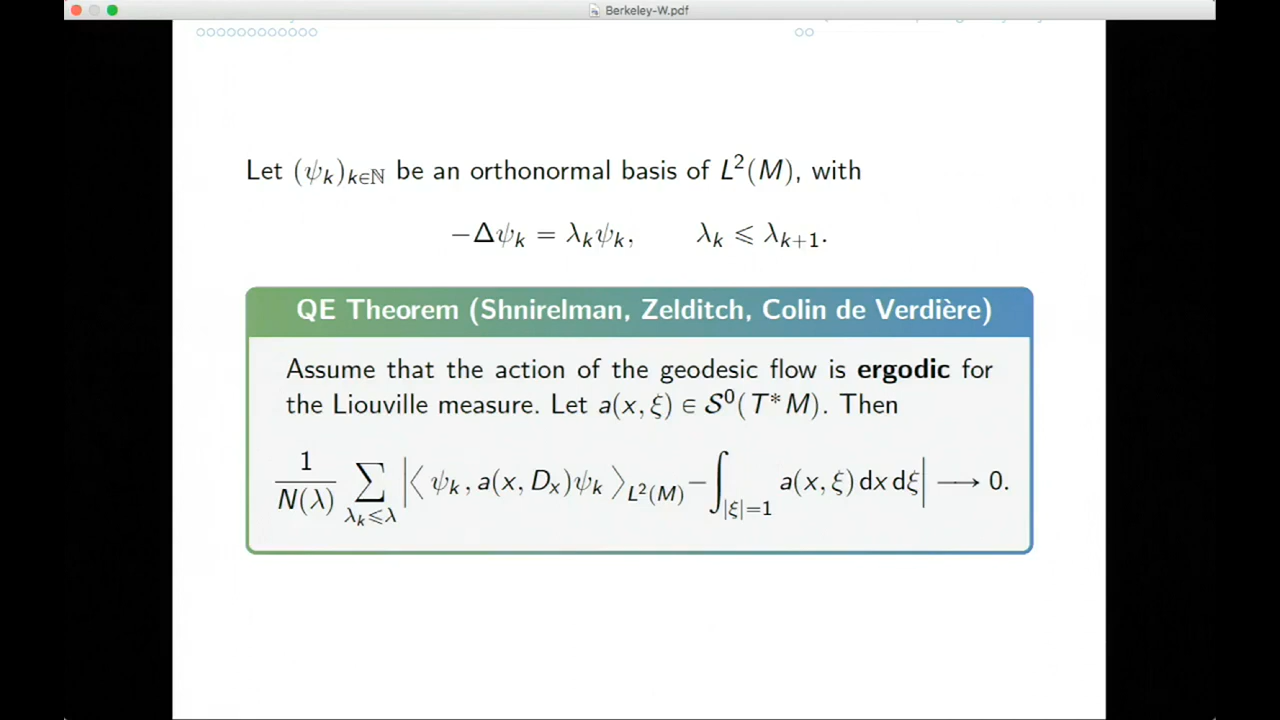 Berkeley-W.pdf
Let (ψ_k)_{k∈ℕ} be an orthonormal basis of L²(M), with
−Δψ_k = λ_kψ_k, λ_k ⩽ λ_{k+1}.
QE Theorem (Shnirelman, Zelditch, Colin de Verdière)
Assume that the action of the geodesic flow is ergodic for
the Liouville measure. Let a(x, ξ) ∈ S⁰(T*M). Then
1/N(λ) ∑_{λ_k⩽λ} |⟨ψ_k, a(x, D_x)ψ_k⟩_{L²(M)} − ∫_{|ξ|=1} a(x, ξ) dx dξ| ⟶ 0.